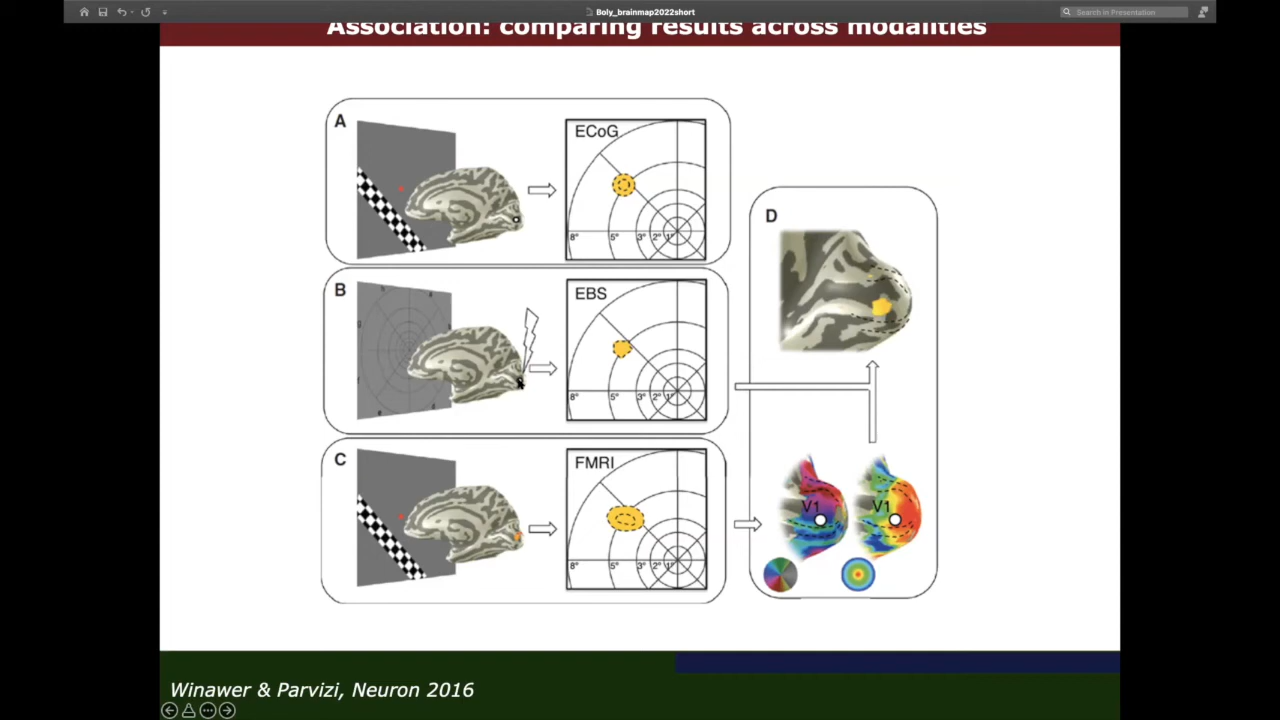 Boly_brainmap2022short
Search in Presentation
Association: comparing results across modalities
A
ECoG
8° 5° 3° 2° 1°
B
EBS
8° 5° 3° 2° 1°
C
FMRI
8° 5° 3° 2° 1°
D
V1 V1
Winawer & Parvizi, Neuron 2016